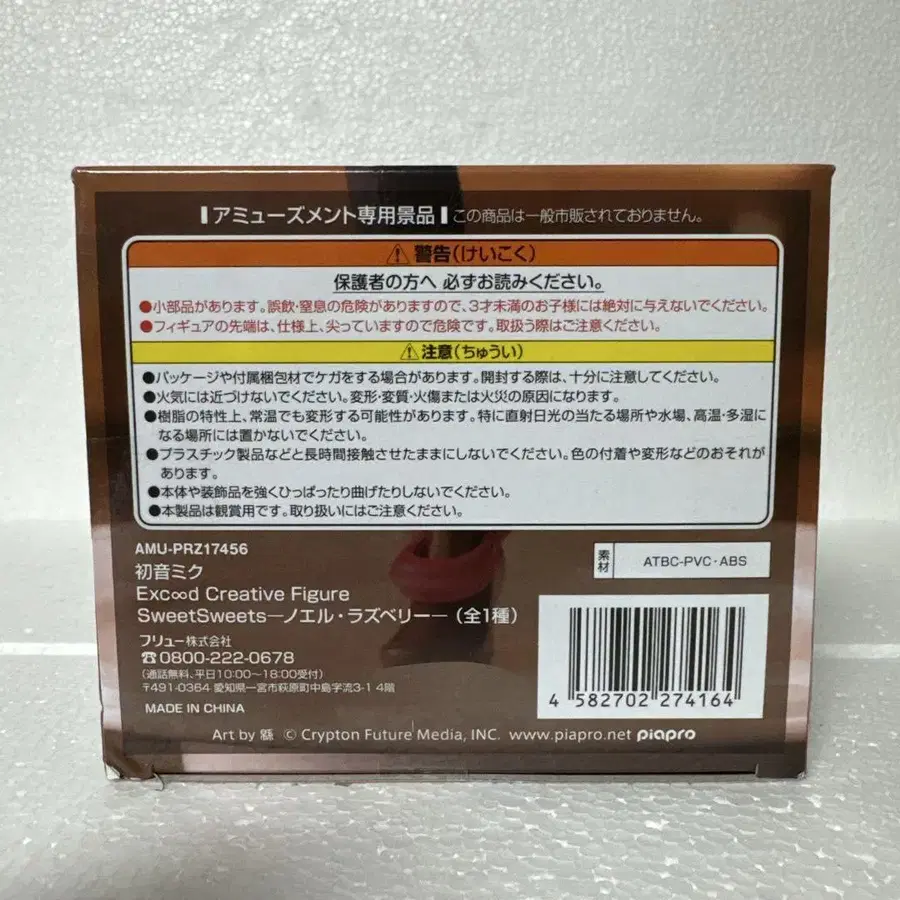 アミューズメント専用景品 この商品は一般市販されておりません。
⚠ 警告(けいこく)
保護者の方へ 必ずお読みください。
●小部品があります。誤飲・窒息の危険がありますので、3才未満のお子様には絶対に与えないでください。
●フィギュアの先端は、仕様上、尖っていますので危険です。取扱う際はご注意ください。
⚠ 注意(ちゅうい)
●パッケージや付属梱包材でケガをする場合があります。開封する際は、十分に注意してください。
●火気には近づけないでください。変形・変質・火傷または火災の原因になります。
●樹脂の特性上、常温でも変形する可能性があります。特に直射日光の当たる場所や水場、高温・多湿に
なる場所には置かないでください。
●プラスチック製品などと長時間接触させたままにしないでください。色の付着や変形などのおそれが
あります。
●本体や装飾品を強くひっぱったり曲げたりしないでください。
●本製品は観賞用です。取り扱いにはご注意ください。
AMU-PRZ17456
初音ミク
Exc∞d Creative Figure
SweetSweets―ノエル・ラズベリー―(全1種)
フリュー株式会社
☎0800-222-0678
(通話無料、平日10:00~18:00受付)
〒491-0364 愛知県一宮市萩原町中島字流3-1 4階
MADE IN CHINA
素材
ATBC-PVC・ABS
4 582702 274164
Art by 繇 © Crypton Future Media, INC. www.piapro.net piapro